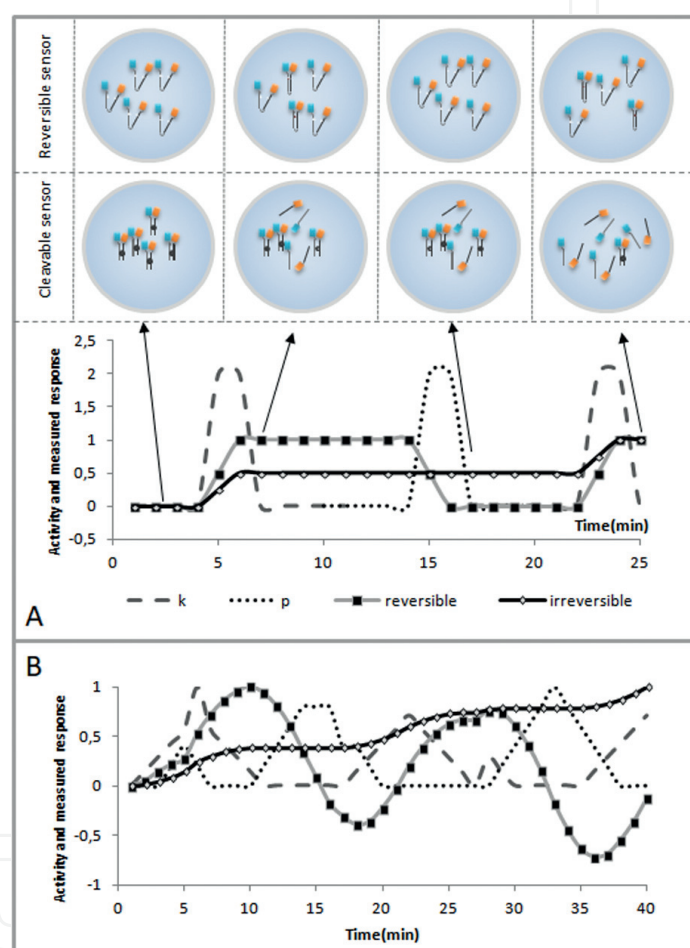 Reversible sensor
Cleavable sensor
Activity and measured response
2,5
2
1,5
1
0,5
0
-0,5
0
5
10
15
20
25
Time(min)
k
p
reversible
irreversible
A
B
Activity and measured response
1
0,5
0
-0,5
-1
0
5
10
15
20
25
30
35
40
Time(min)